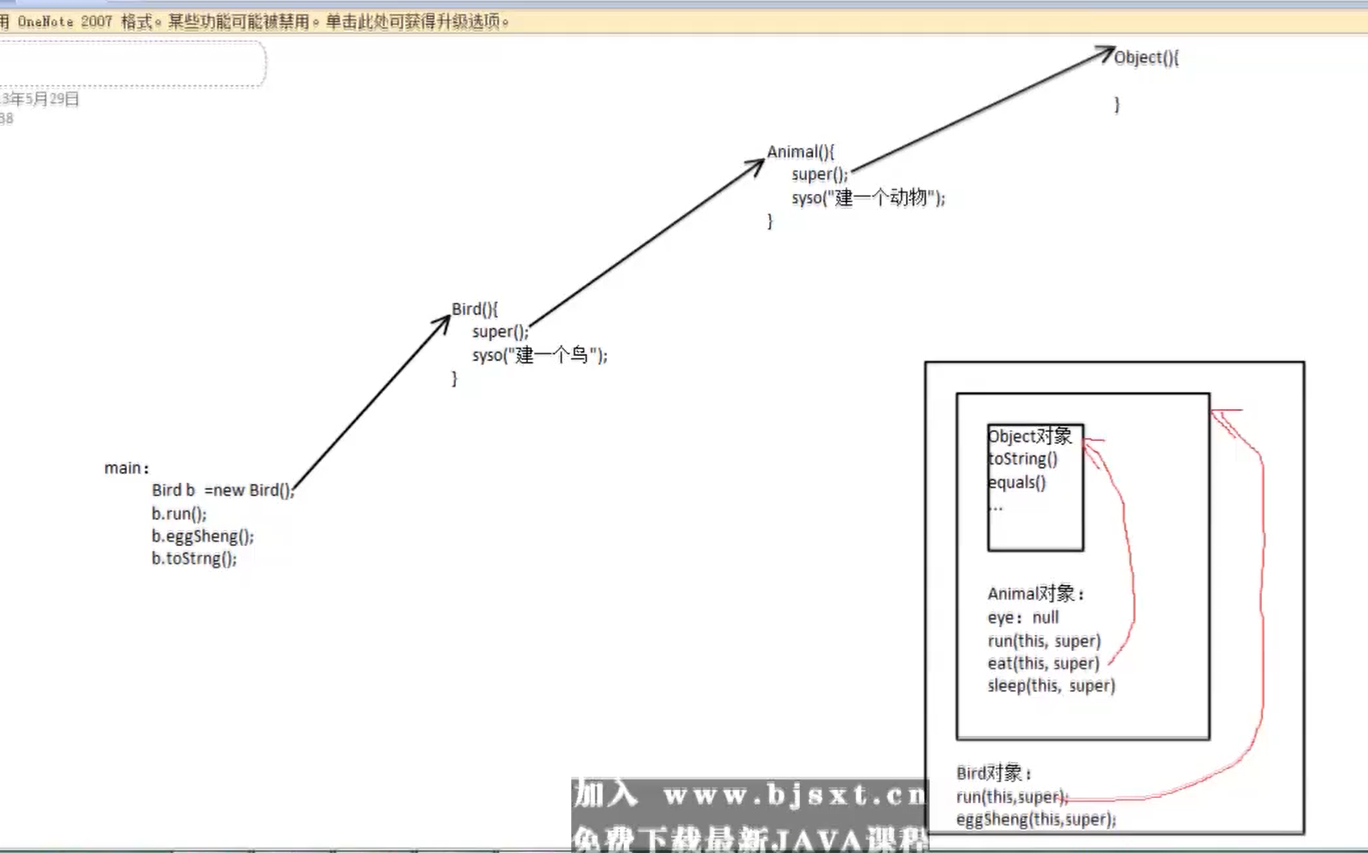 用 OneNote 2007 格式。某些功能可能被禁用。单击此处可获得升级选项。
3年5月29日
38
Object(){
}
Animal(){
super();
syso("建一个动物");
}
Bird(){
super();
syso("建一个鸟");
}
main：
Bird b =new Bird();
b.run();
b.eggSheng();
b.toStrng();
Object对象
toString()
equals()
...
Animal对象：
eye：null
run(this, super)
eat(this, super)
sleep(this, super)
Bird对象：
run(this,super);
eggSheng(this,super);
加入 www.bjsxt.cn
免费下载最新JAVA课程